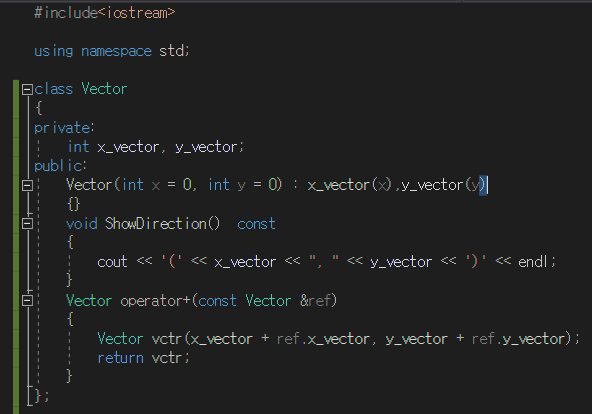 #include<iostream>
using namespace std;
class Vector
{
private:
int x_vector, y_vector;
public:
Vector(int x = 0, int y = 0) : x_vector(x),y_vector(y)
{}
void ShowDirection()  const
{
cout << '(' << x_vector << ", " << y_vector << ')' << endl;
}
Vector operator+(const Vector &ref)
{
Vector vctr(x_vector + ref.x_vector, y_vector + ref.y_vector);
return vctr;
}
};